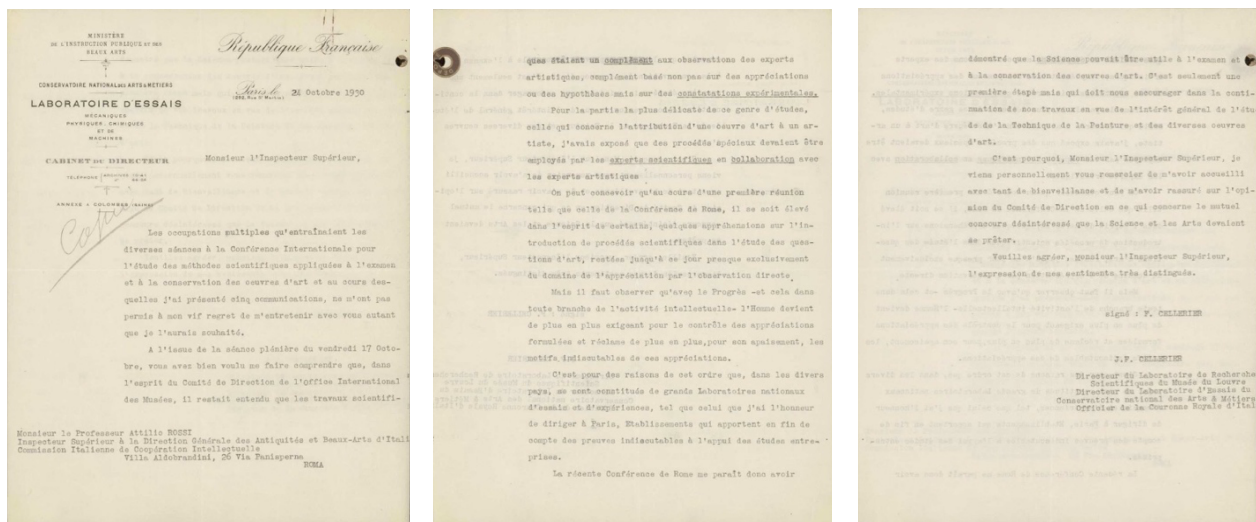 MINISTÈRE
DE L'INSTRUCTION PUBLIQUE ET DES
BEAUX ARTS
République Française
CONSERVATOIRE NATIONAL DES ARTS & MÉTIERS
LABORATOIRE D'ESSAIS
MÉCANIQUES
PHYSIQUES, CHIMIQUES
ET DE
MACHINES
Paris, le 24 Octobre 1930
CABINET DU DIRECTEUR
Monsieur l'Inspecteur Supérieur,
TÉLÉPHONE
ANNEXE A COLOMBES
Copie
Les occupations multiples qu'entraînaient les
diverses séances à la Conférence Internationale pour
l'étude des méthodes scientifiques appliquées à l'examen
et à la conservation des oeuvres d'art et au cours des-
quelles j'ai présenté cinq communications, ne m'ont pas
permis à mon vif regret de m'entretenir avec vous autant
que je l'aurais souhaité.
A l'issue de la séance plénière du vendredi 17 Octo-
bre, vous avez bien voulu me faire comprendre que, dans
l'esprit du Comité de Direction de l'Office International
des Musées, il restait entendu que les travaux scientifi-
Monsieur le Professeur Attilio ROSSI
Inspecteur Supérieur à la Direction Générale des Antiquités et Beaux-Arts d'Itali
Commission Italienne de Coopération Intellectuelle
Villa Aldobrandini, 26 Via Panisperna
ROMA
ques étaient un complément aux observations des experts
artistiques, complément basé non pas sur des appréciations
ou des hypothèses mais sur des constatations expérimentales.
Pour la partie la plus délicate de ce genre d'études,
celle qui concerne l'attribution d'une oeuvre d'art à un ar-
tiste, j'avais exposé que des procédés spéciaux devaient être
employés par les experts scientifiques en collaboration avec
les experts artistiques
On peut concevoir qu'au cours d'une première réunion
telle que celle de la Conférence de Rome, il se soit élevé
dans l'esprit de certains, quelques appréhensions sur l'in-
troduction de procédés scientifiques dans l'étude des ques-
tions d'art, restées jusqu'à ce jour presque exclusivement
du domaine de l'appréciation par l'observation directe.
Mais il faut observer qu'avec le Progrès -et cela dans
toute branche de l'activité intellectuelle- l'Homme devient
de plus en plus exigeant pour le contrôle des appréciations
formulées et réclame de plus en plus, pour son apaisement, les
motifs indiscutables de ces appréciations.
C'est pour des raisons de cet ordre que, dans les divers
pays, se sont constitués de grands Laboratoires nationaux
d'essais et d'expériences, tel que celui que j'ai l'honneur
de diriger à Paris, Etablissements qui apportent en fin de
compte des preuves indiscutables à l'appui des études entre-
prises.
La récente Conférence de Rome me paraît donc avoir
démontré que la Science pouvait être utile à l'examen et
à la conservation des oeuvres d'art. C'est seulement une
première étape mais qui doit nous encourager dans la conti-
nuation de nos travaux en vue de l'intérêt général de l'étu
de de la Technique de la Peinture et des diverses oeuvres
d'art.
C'est pourquoi, Monsieur l'Inspecteur Supérieur, je
viens personnellement vous remercier de m'avoir accueilli
avec tant de bienveillance et de m'avoir rassuré sur l'opi-
nion du Comité de Direction en ce qui concerne le mutuel
concours désintéressé que la Science et les Arts devaient
se prêter.
Veuillez agréer, Monsieur l'Inspecteur Supérieur,
l'expression de mes sentiments très distingués.
signé : F. CELLERIER
J.F. CELLERIER
Directeur du Laboratoire de Recherche
Scientifiques du Musée du Louvre
Directeur du Laboratoire d'Essais du
Conservatoire national des Arts & Métiers
Officier de la Couronne Royale d'Ital